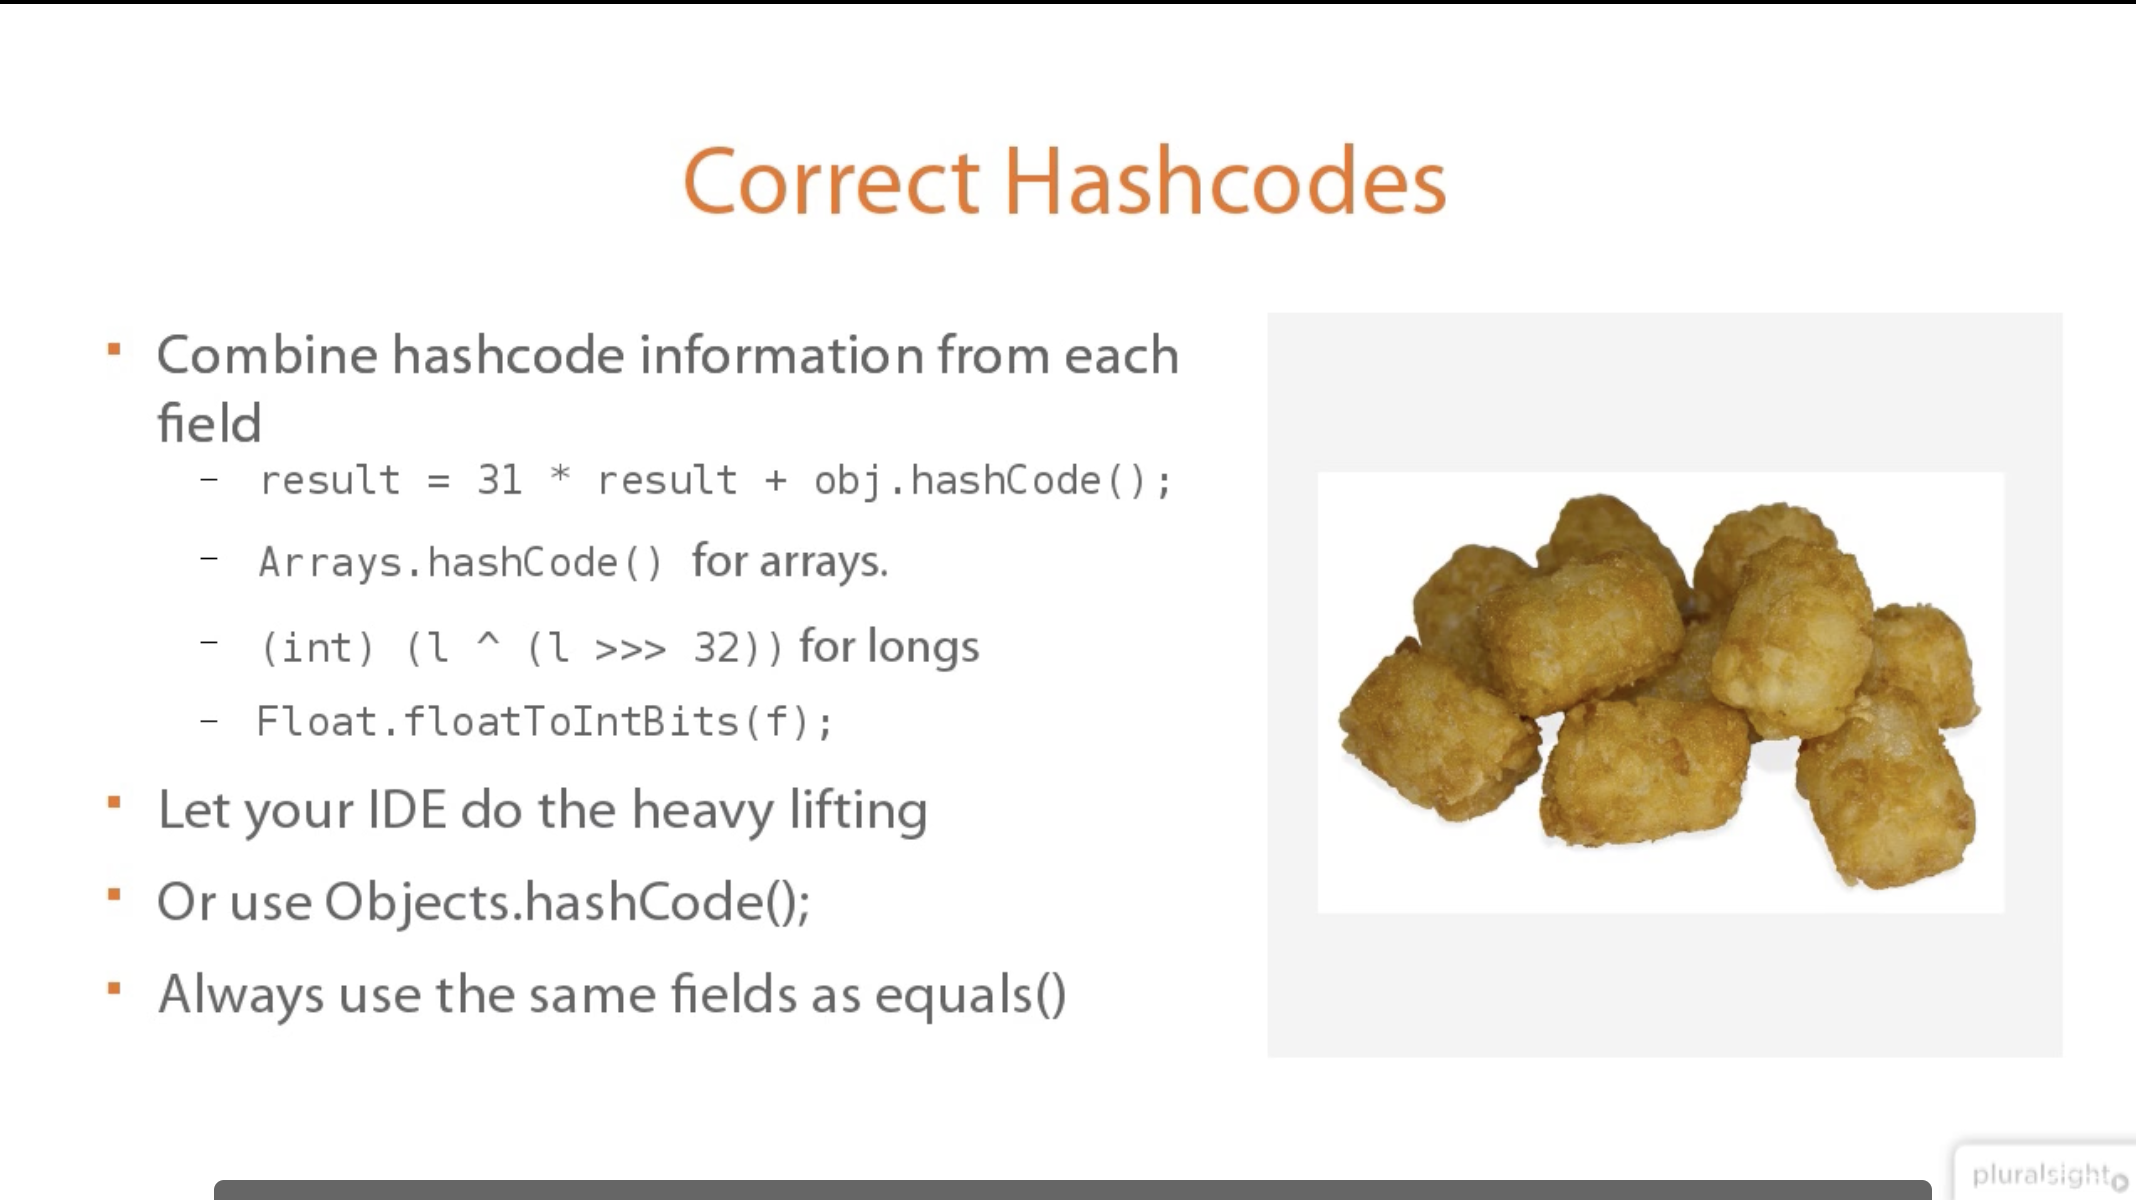 Correct Hashcodes
▪ Combine hashcode information from each
field
– result = 31 * result + obj.hashCode();
– Arrays.hashCode() for arrays.
– (int) (l ^ (l >>> 32)) for longs
– Float.floatToIntBits(f);
▪ Let your IDE do the heavy lifting
▪ Or use Objects.hashCode();
▪ Always use the same fields as equals()
pluralsight